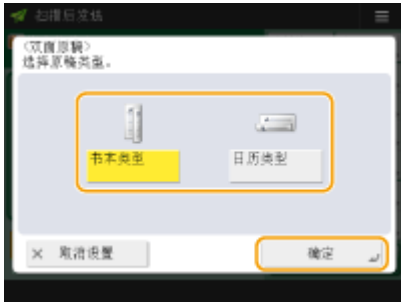 扫描后发送
<双面原稿>
选择原稿类型。
书本类型
日历类型
× 取消设置
确定